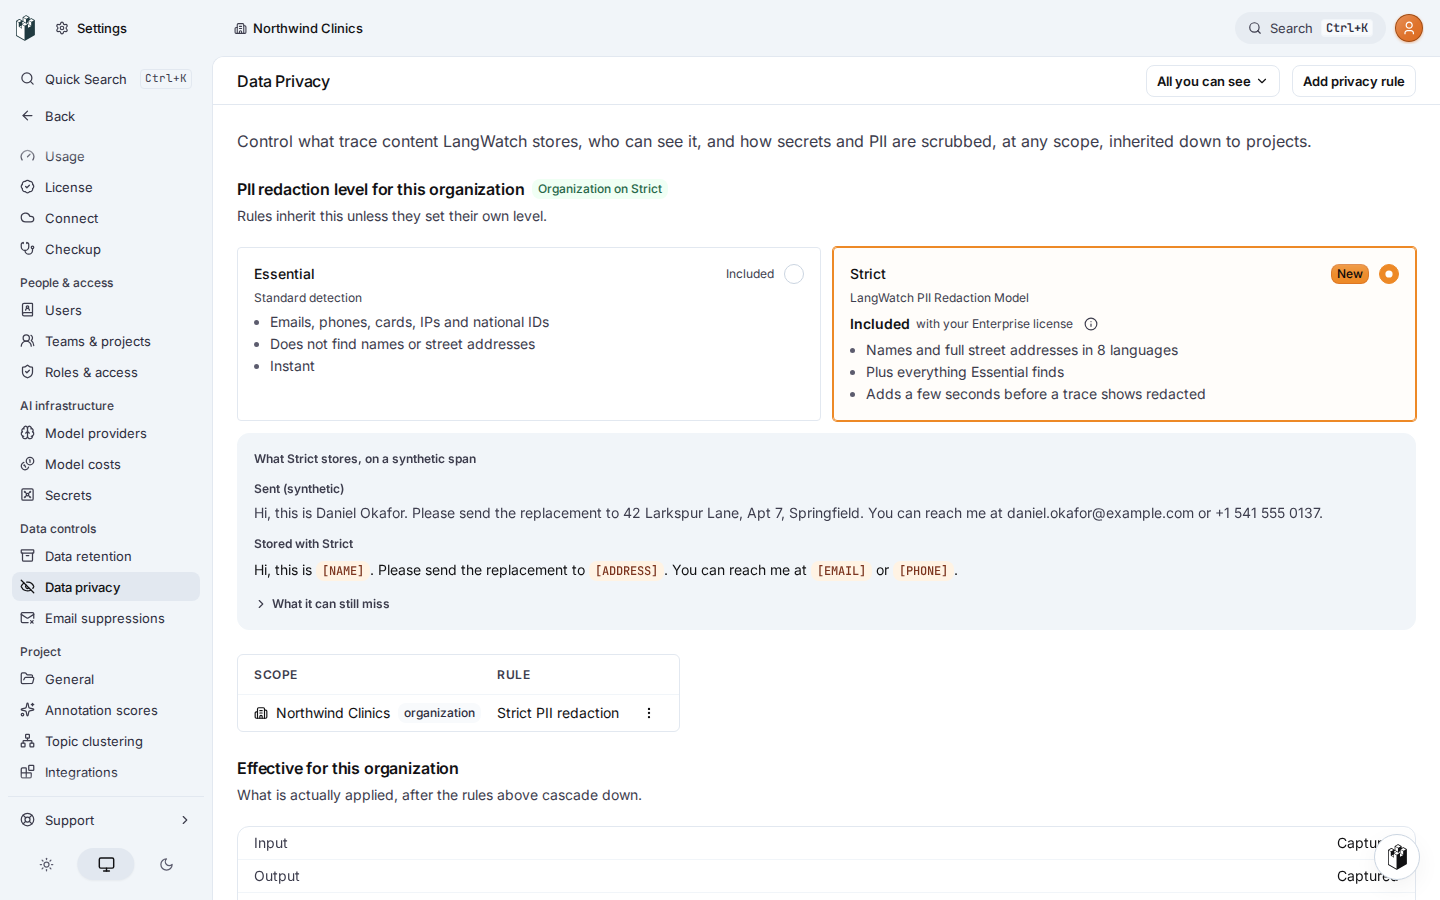 Settings
Northwind Clinics
Search Ctrl+K
Quick Search Ctrl+K
Back
Usage
License
Connect
Checkup
People & access
Users
Teams & projects
Roles & access
AI infrastructure
Model providers
Model costs
Secrets
Data controls
Data retention
Data privacy
Email suppressions
Project
General
Annotation scores
Topic clustering
Integrations
Support
Data Privacy
All you can see
Add privacy rule
Control what trace content LangWatch stores, who can see it, and how secrets and PII are scrubbed, at any scope, inherited down to projects.
PII redaction level for this organization Organization on Strict
Rules inherit this unless they set their own level.
Essential Included
Standard detection
Emails, phones, cards, IPs and national IDs
Does not find names or street addresses
Instant
Strict New
LangWatch PII Redaction Model
Included with your Enterprise license
Names and full street addresses in 8 languages
Plus everything Essential finds
Adds a few seconds before a trace shows redacted
What Strict stores, on a synthetic span
Sent (synthetic)
Hi, this is Daniel Okafor. Please send the replacement to 42 Larkspur Lane, Apt 7, Springfield. You can reach me at daniel.okafor@example.com or +1 541 555 0137.
Stored with Strict
Hi, this is [NAME] . Please send the replacement to [ADDRESS] . You can reach me at [EMAIL] or [PHONE] .
What it can still miss
SCOPE RULE
Northwind Clinics organization Strict PII redaction
Effective for this organization
What is actually applied, after the rules above cascade down.
Input
Output Captured